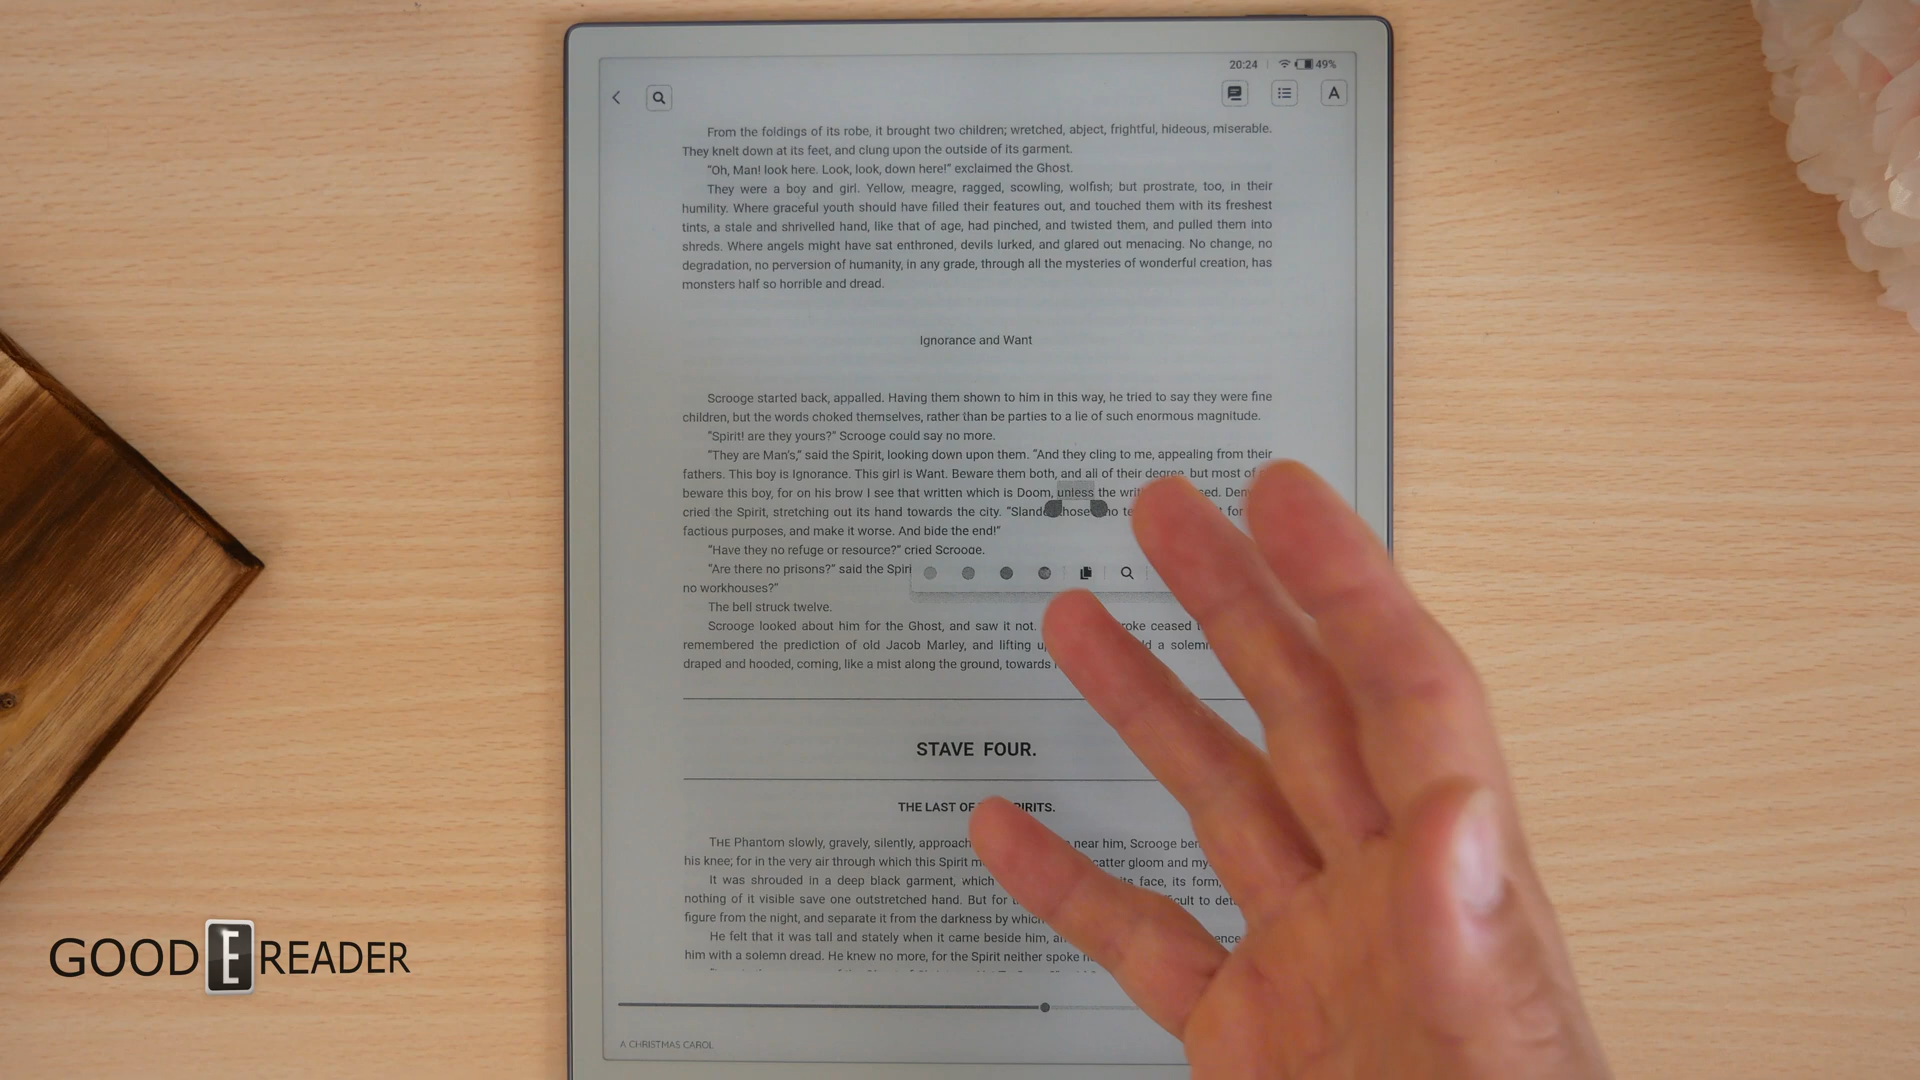 20:24 49%
A
From the foldings of its robe, it brought two children; wretched, abject, frightful, hideous, miserable.
They knelt down at its feet, and clung upon the outside of its garment.
“Oh, Man! look here. Look, look, down here!” exclaimed the Ghost.
They were a boy and girl. Yellow, meagre, ragged, scowling, wolfish; but prostrate, too, in their
humility. Where graceful youth should have filled their features out, and touched them with its freshest
tints, a stale and shrivelled hand, like that of age, had pinched, and twisted them, and pulled them into
shreds. Where angels might have sat enthroned, devils lurked, and glared out menacing. No change, no
degradation, no perversion of humanity, in any grade, through all the mysteries of wonderful creation, has
monsters half so horrible and dread.
Ignorance and Want
Scrooge started back, appalled. Having them shown to him in this way, he tried to say they were fine
children, but the words choked themselves, rather than be parties to a lie of such enormous magnitude.
“Spirit! are they yours?” Scrooge could say no more.
“They are Man’s,” said the Spirit, looking down upon them. “And they cling to me, appealing from their
fathers. This boy is Ignorance. This girl is Want. Beware them both, and all of their degree, but most of
beware this boy, for on his brow I see that written which is Doom, unless the
cried the Spirit, stretching out its hand towards the city. “Slander those for
factious purposes, and make it worse. And bide the end!”
“Have they no refuge or resource?” cried Scrooge.
“Are there no prisons?” said the
no workhouses?”
The bell struck twelve.
Scrooge looked about him for the Ghost, and saw it not. ceased
remembered the prediction of old Jacob Marley, and lifting a
draped and hooded, coming, like a mist along the ground, towards
STAVE FOUR.
THE LAST OF
THE Phantom slowly, gravely, silently, near him, Scrooge
his knee; for in the very air through which this Spirit gloom and
It was shrouded in a deep black garment, which its face, its form,
nothing of it visible save one outstretched hand. But for to
figure from the night, and separate it from the darkness by
He felt that it was tall and stately when it came beside him,
him with a solemn dread. He knew no more, for the Spirit neither spoke
A CHRISTMAS CAROL
GOOD E READER